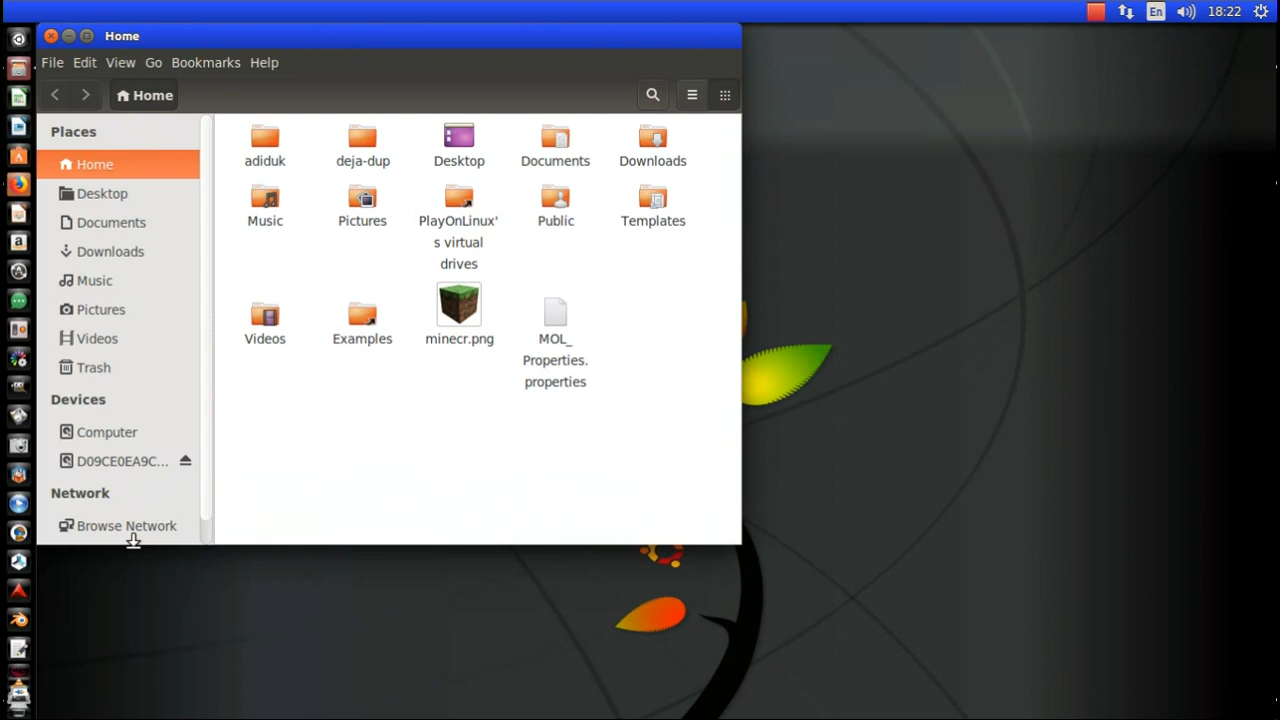 En 18:22
Home
File Edit View Go Bookmarks Help
Home
Places
Home
Desktop
Documents
Downloads
Music
Pictures
Videos
Trash
Devices
Computer
D09CE0EA9C...
Network
Browse Network
adiduk deja-dup Desktop Documents Downloads
Music Pictures PlayOnLinux' Public Templates
s virtual
drives
Videos Examples minecr.png MOL_
Properties.
properties